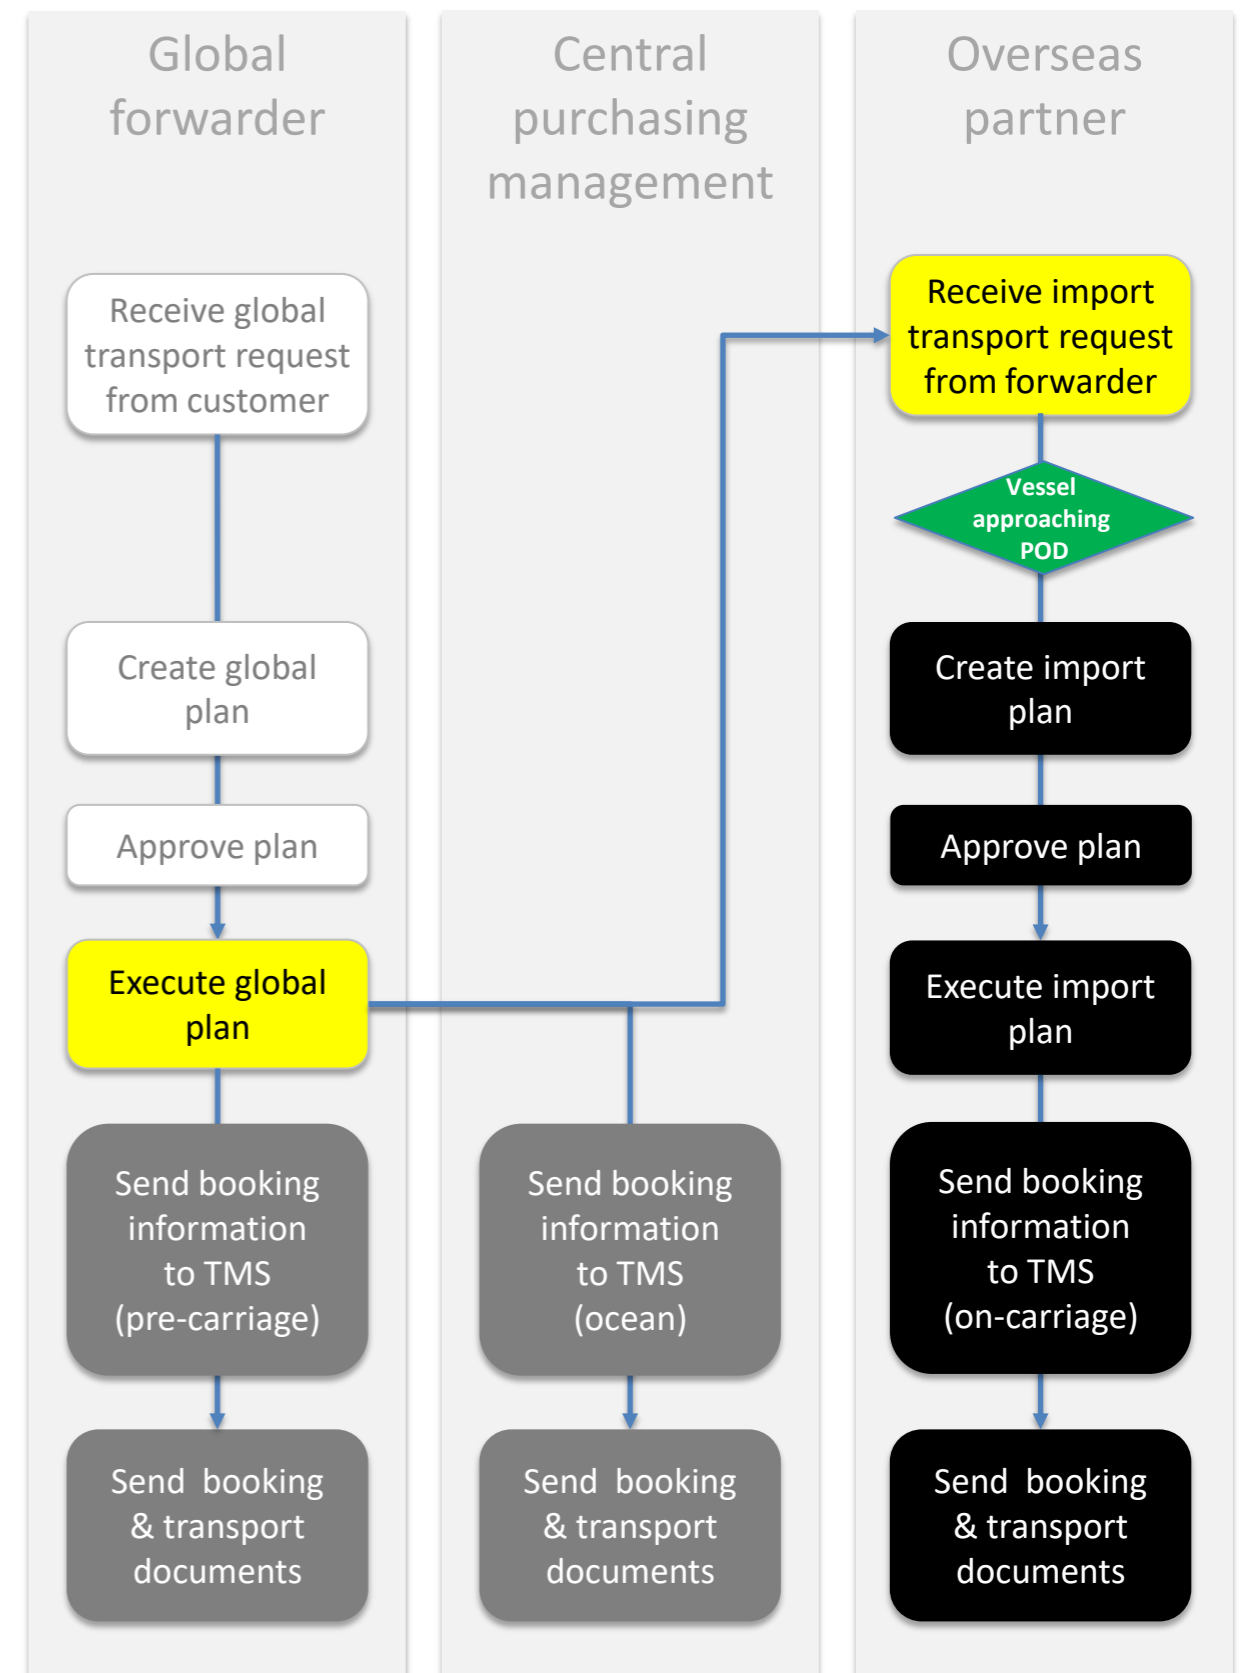 Global
forwarder
Receive global
transport request
from customer
Create global
plan
Approve plan
Execute global
plan
Send booking
information
to TMS
(pre-carriage)
Send booking
& transport
documents
Central
purchasing
management
Send booking
information
to TMS
(ocean)
Send booking
& transport
documents
Overseas
partner
Receive import
transport request
from forwarder
Vessel
approaching
POD
Create import
plan
Approve plan
Execute import
plan
Send booking
information
to TMS
(on-carriage)
Send booking
& transport
documents